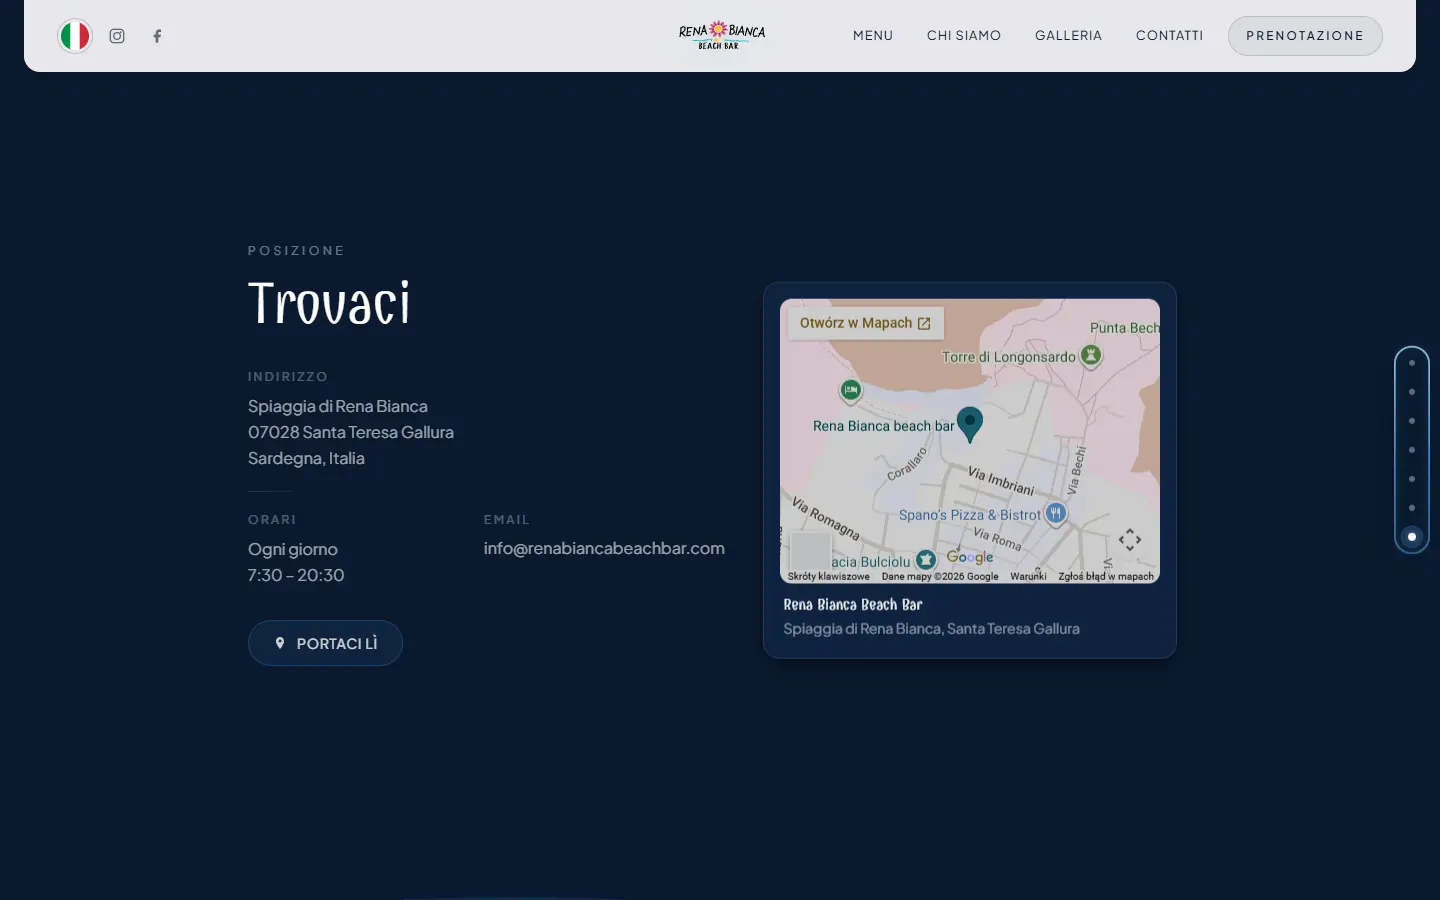 RENA BIANCA
BEACH BAR
MENU
CHI SIAMO
GALLERIA
CONTATTI
PRENOTAZIONE
POSIZIONE
Trovaci
INDIRIZZO
Spiaggia di Rena Bianca
07028 Santa Teresa Gallura
Sardegna, Italia
ORARI
Ogni giorno
7:30 – 20:30
EMAIL
info@renabiancabeachbar.com
PORTACI LÌ
Otwórz w Mapach
Punta Bech
Torre di Longonsardo
Rena Bianca beach bar
Corallaro
Via Imbriani
Via Bechi
Via Romagna
Spano's Pizza & Bistrot
Via Roma
acia Bulciolu
Google
Skróty klawiszowe
Dane mapy ©2026 Google
Warunki
Zgłoś błąd w mapach
Rena Bianca Beach Bar
Spiaggia di Rena Bianca, Santa Teresa Gallura